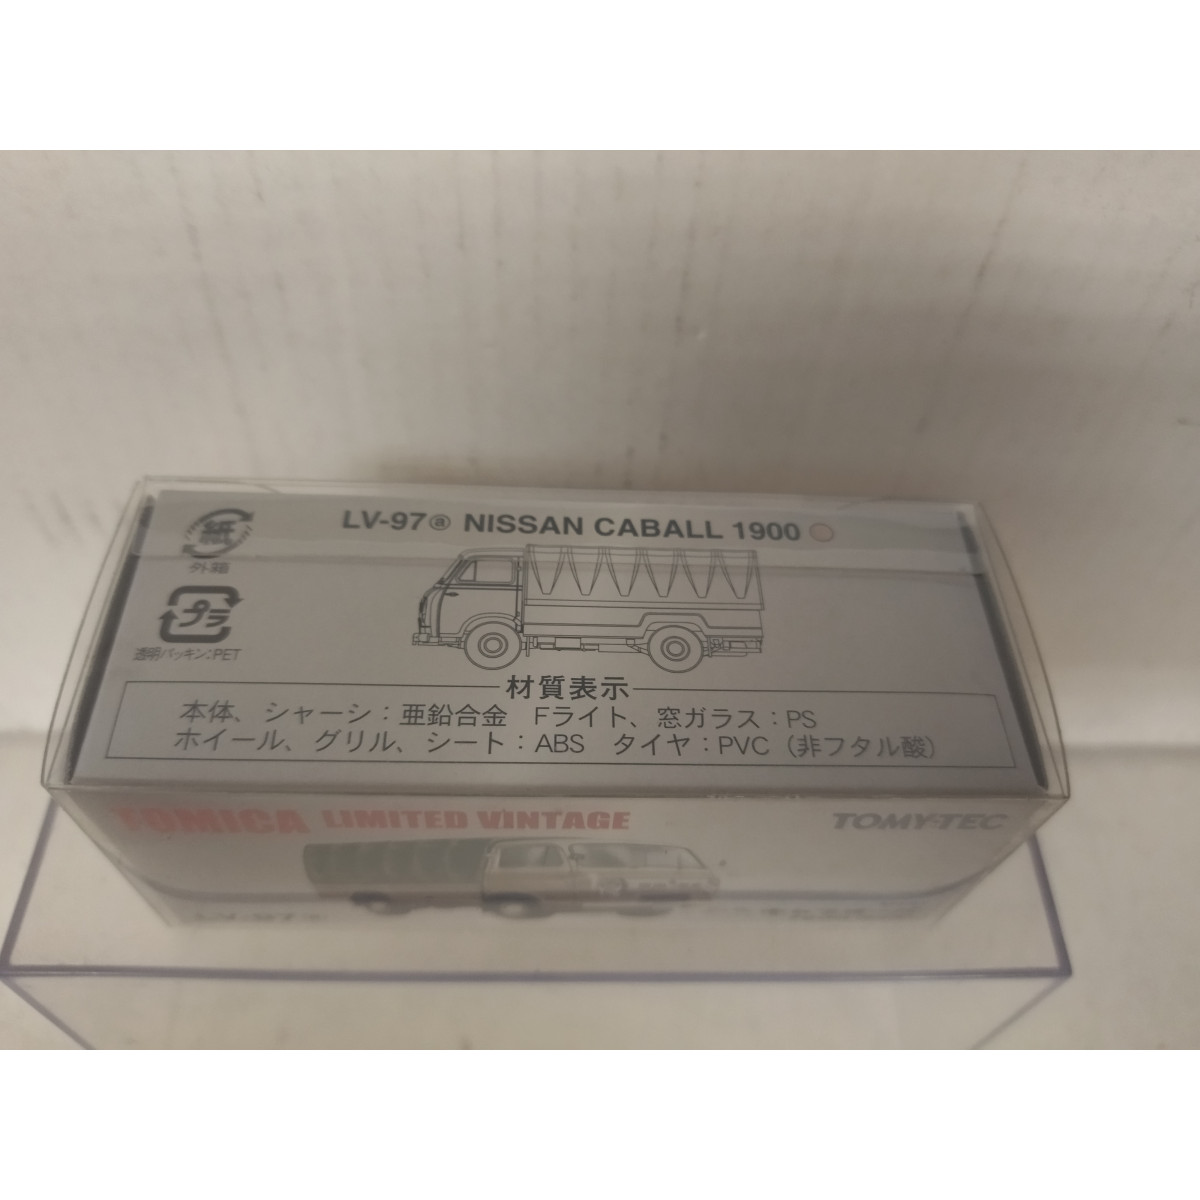 LV-97ⓐ NISSAN CABALL 1900
紙
外箱
プラ
透明パッキン:PET
材質表示
本体、シャーシ:亜鉛合金 Fライト、窓ガラス:PS
ホイール、グリル、シート:ABS タイヤ:PVC(非フタル酸)
TOMICA LIMITED VINTAGE
TOMYTEC
LV-97